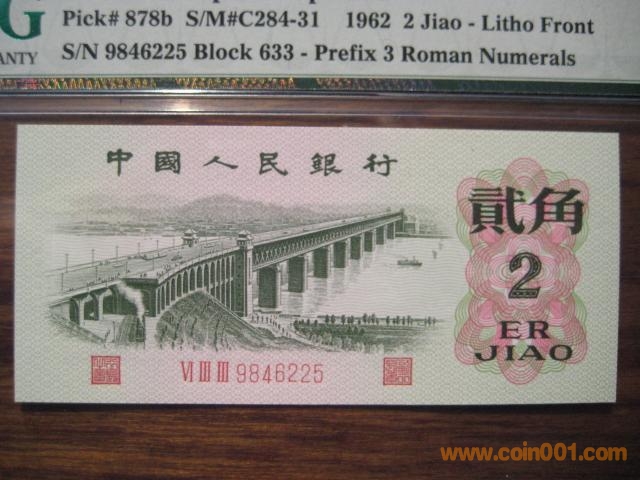 Pick# 878b S/M#C284-31 1962 2 Jiao - Litho Front
WARRANTY S/N 9846225 Block 633 - Prefix 3 Roman Numerals
中國人民銀行
貳角
2
ER
JIAO
VI III III 9846225
www.coin001.com